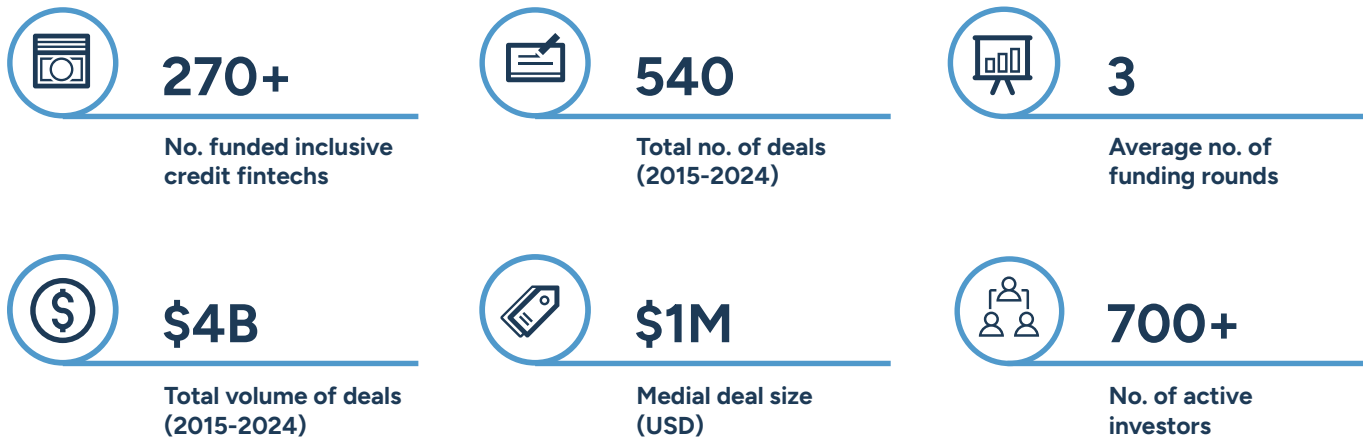 270+
No. funded inclusive
credit fintechs
540
Total no. of deals
(2015-2024)
3
Average no. of
funding rounds
$4B
Total volume of deals
(2015-2024)
$1M
Medial deal size
(USD)
700+
No. of active
investors